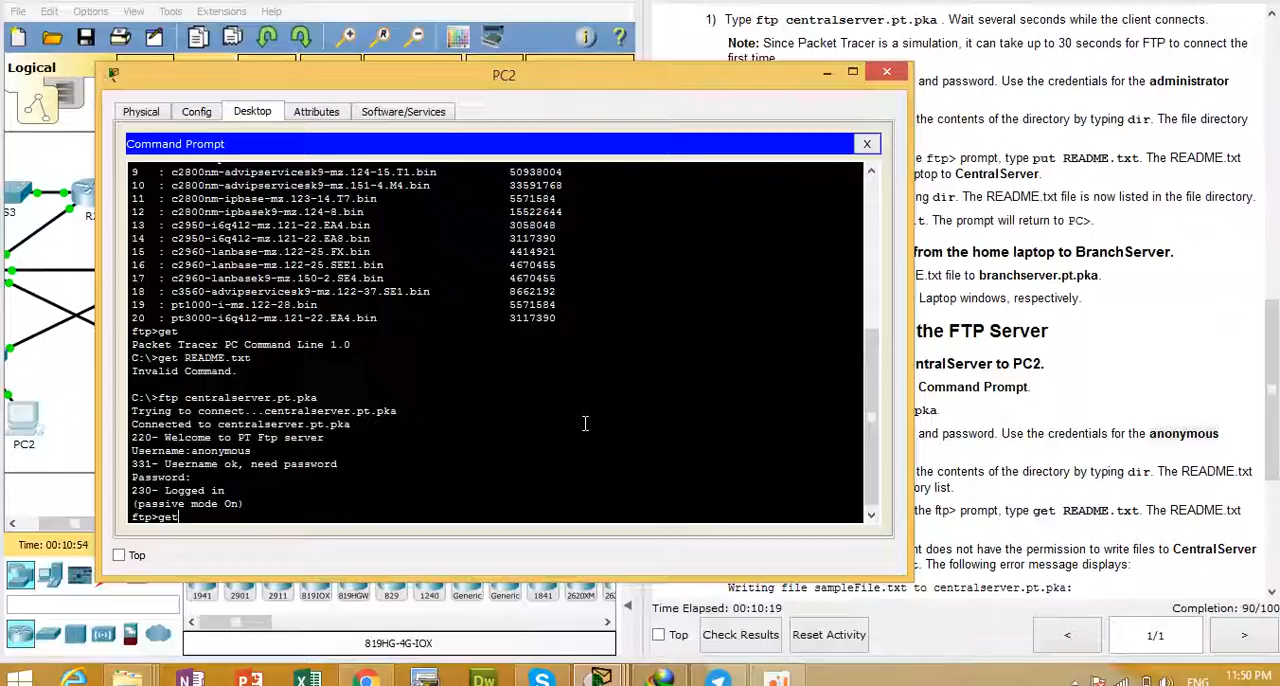 File Edit Options View Tools Extensions Help
Logical
S3
PC2
Time: 00:10:54
PC2
Physical Config Desktop Attributes Software/Services
Command Prompt
X
9 : c2800nm-advipservicesk9-mz.124-15.T1.bin 50938004
10 : c2800nm-advipservicesk9-mz.151-4.M4.bin 33591768
11 : c2800nm-ipbase-mz.123-14.T7.bin 5571584
12 : c2800nm-ipbasek9-mz.124-8.bin 15522644
13 : c2950-i6q4l2-mz.121-22.EA4.bin 3058048
14 : c2950-i6q4l2-mz.121-22.EA8.bin 3117390
15 : c2960-lanbase-mz.122-25.FX.bin 4414921
16 : c2960-lanbase-mz.122-25.SEE1.bin 4670455
17 : c2960-lanbasek9-mz.150-2.SE4.bin 4670455
18 : c3560-advipservicesk9-mz.122-37.SE1.bin 8662192
19 : pt1000-i-mz.122-28.bin 5571584
20 : pt3000-i6q4l2-mz.121-22.EA4.bin 3117390
ftp>get
Packet Tracer PC Command Line 1.0
C:\>get README.txt
Invalid Command.
C:\>ftp centralserver.pt.pka
Trying to connect...centralserver.pt.pka
Connected to centralserver.pt.pka
220- Welcome to PT Ftp server
Username:anonymous
331- Username ok, need password
Password:
230- Logged in
(passive mode On)
ftp>get
Top
1941 2901 2911 819IOX 819HGW 829 1240 Generic Generic 1841 2620XM
819HG-4G-IOX
1) Type ftp centralserver.pt.pka . Wait several seconds while the client connects.
Note: Since Packet Tracer is a simulation, it can take up to 30 seconds for FTP to connect the
first time.
and password. Use the credentials for the administrator
the contents of the directory by typing dir. The file directory
ftp> prompt, type put README.txt. The README.txt
ptop to CentralServer.
ng dir. The README.txt file is now listed in the file directory.
t. The prompt will return to PC>.
from the home laptop to BranchServer.
E.txt file to branchserver.pt.pka.
Laptop windows, respectively.
the FTP Server
entralServer to PC2.
Command Prompt.
pka.
and password. Use the credentials for the anonymous
the contents of the directory by typing dir. The README.txt
ory list.
the ftp> prompt, type get README.txt. The README.txt
nt does not have the permission to write files to CentralServer
t. The following error message displays:
Writing file sampleFile.txt to centralserver.pt.pka:
Time Elapsed: 00:10:19 Completion: 90/100
Top Check Results Reset Activity < 1/1 >
ENG 11:50 PM